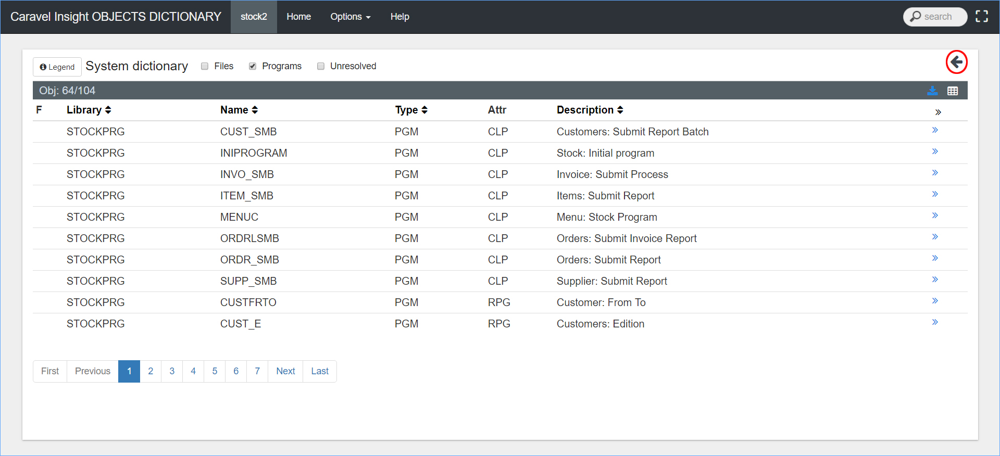 Caravel Insight OBJECTS DICTIONARY stock2 Home Options Help search
Legend System dictionary Files Programs Unresolved
Obj: 64/104
F Library Name Type Attr Description »
STOCKPRG CUST_SMB PGM CLP Customers: Submit Report Batch »
STOCKPRG INIPROGRAM PGM CLP Stock: Initial program »
STOCKPRG INVO_SMB PGM CLP Invoice: Submit Process »
STOCKPRG ITEM_SMB PGM CLP Items: Submit Report »
STOCKPRG MENUC PGM CLP Menu: Stock Program »
STOCKPRG ORDRLSMB PGM CLP Orders: Submit Invoice Report »
STOCKPRG ORDR_SMB PGM CLP Orders: Submit Report »
STOCKPRG SUPP_SMB PGM CLP Supplier: Submit Report »
STOCKPRG CUSTFRTO PGM RPG Customer: From To »
STOCKPRG CUST_E PGM RPG Customers: Edition »
First Previous 1 2 3 4 5 6 7 Next Last